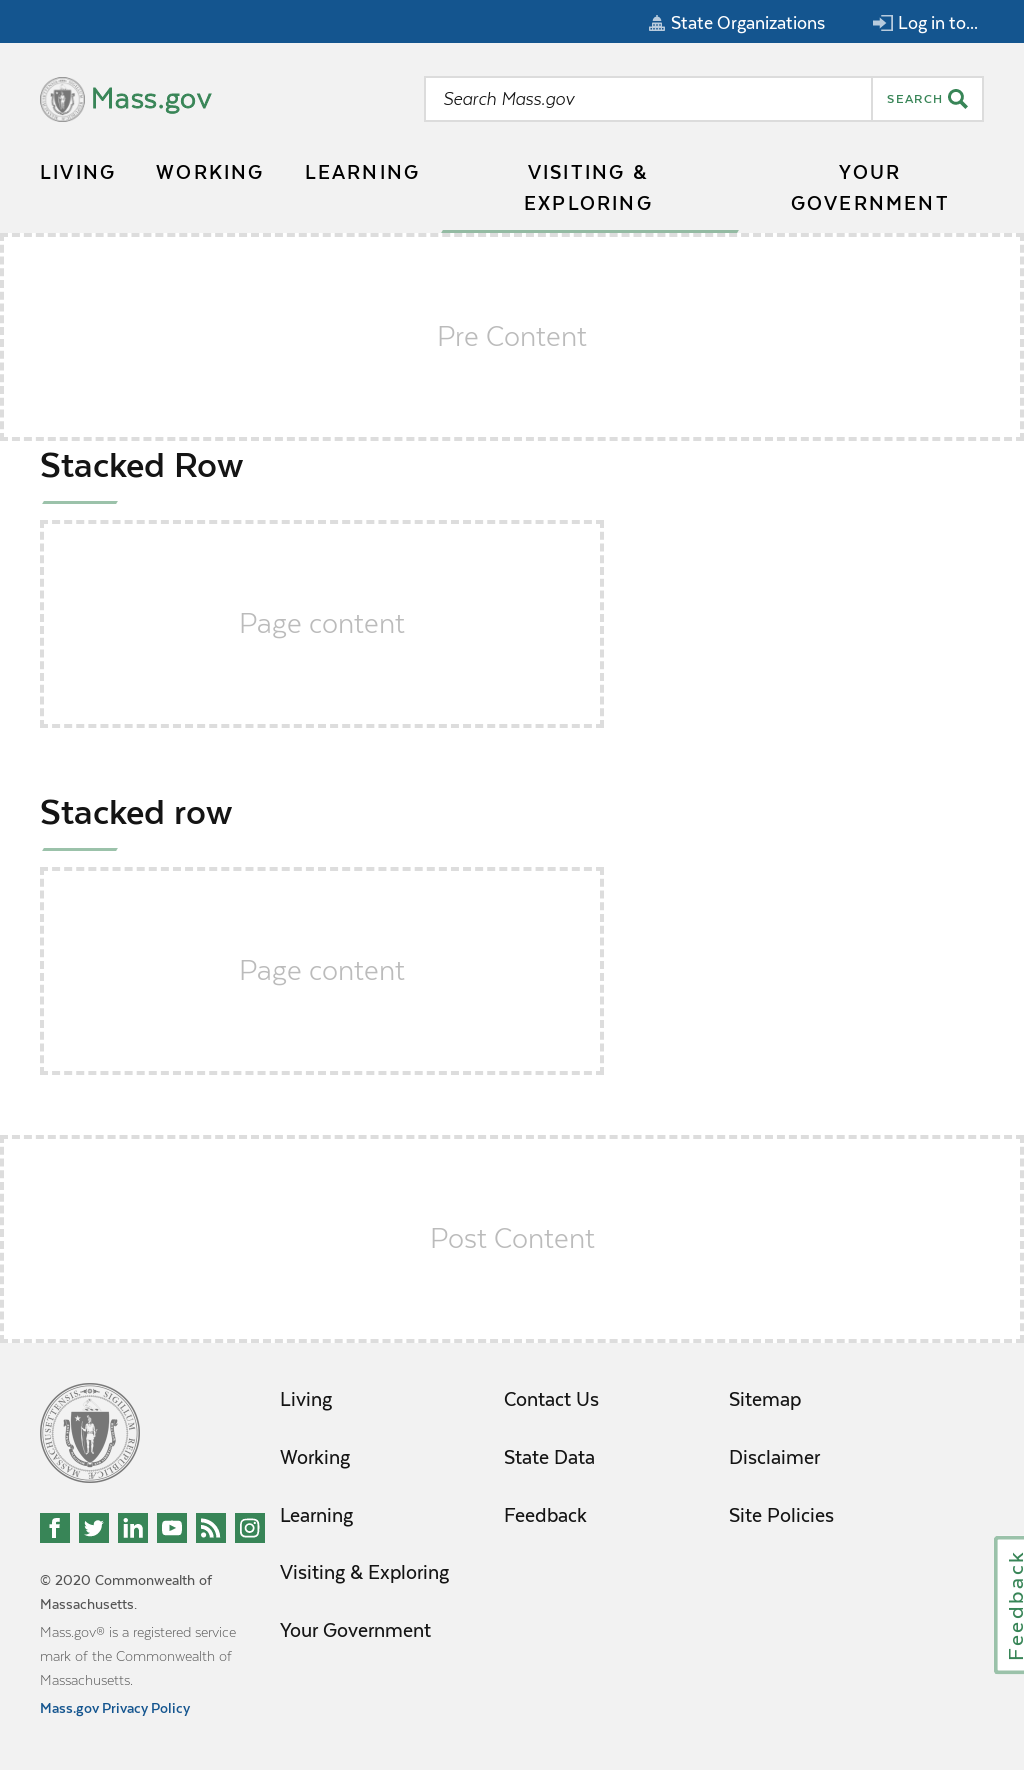 State Organizations
Log in to...
Mass.gov
Search Mass.gov
SEARCH
LIVING
WORKING
LEARNING
VISITING &
EXPLORING
YOUR
GOVERNMENT
Pre Content
Stacked Row
Page content
Stacked row
Page content
Post Content
Living
Working
Learning
Visiting & Exploring
Your Government
Contact Us
State Data
Feedback
Sitemap
Disclaimer
Site Policies
© 2020 Commonwealth of
Massachusetts.
Mass.gov® is a registered service
mark of the Commonwealth of
Massachusetts.
Mass.gov Privacy Policy
Feedback